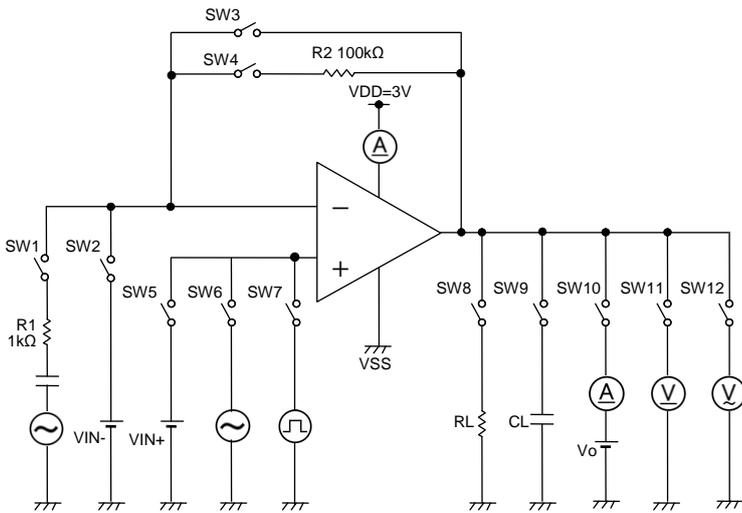 SW3
SW4
R2 100kΩ
VDD=3V
A
SW1
SW2
SW5
SW6
SW7
SW8
SW9
SW10
SW11
SW12
R1
1kΩ
VSS
VIN-
VIN+
RL
CL
A
V
V
Vo